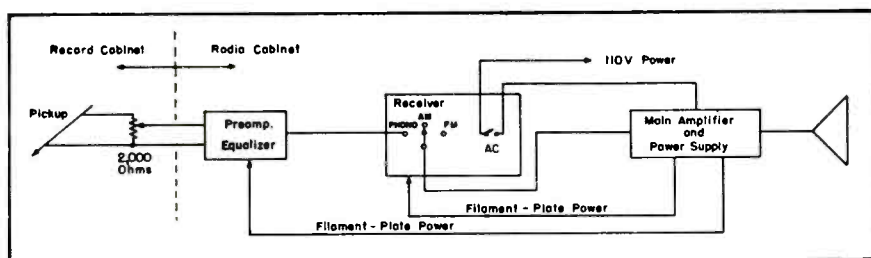 Record Cabinet
Radio Cabinet
110V Power
Pickup
2,000
Ohms
Preamp.
Equalizer
Receiver
AM
PHONO
FM
AC
Main Amplifier
and
Power Supply
Filament - Plate Power
Filament - Plate Power